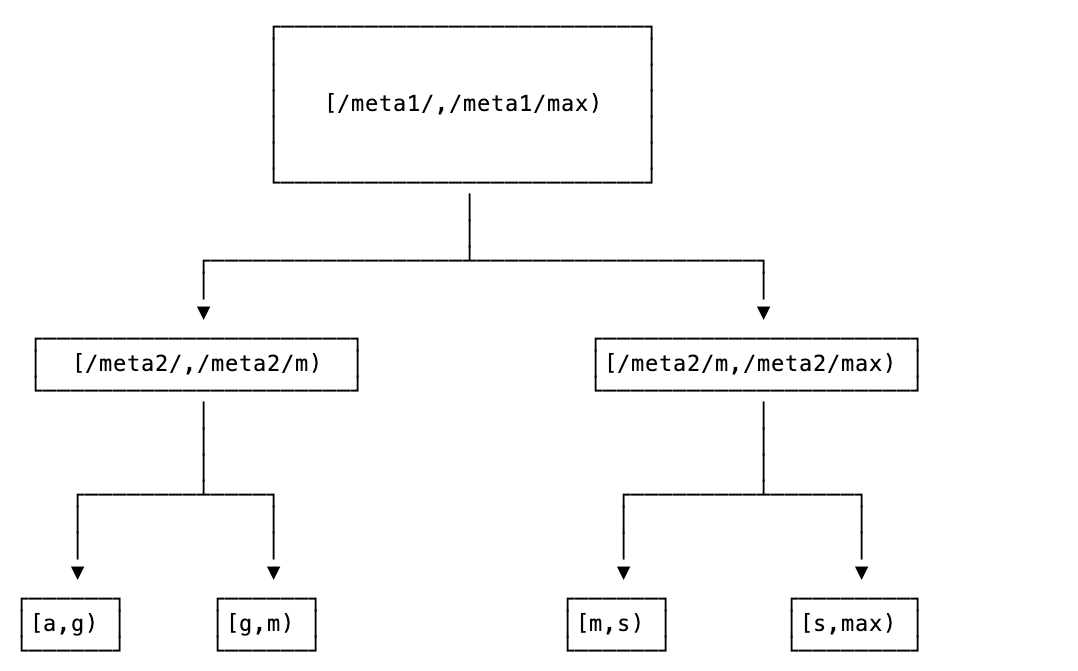 [/meta1/,/meta1/max)
[/meta2/,/meta2/m)
[/meta2/m,/meta2/max)
[a,g)
[g,m)
[m,s)
[s,max)